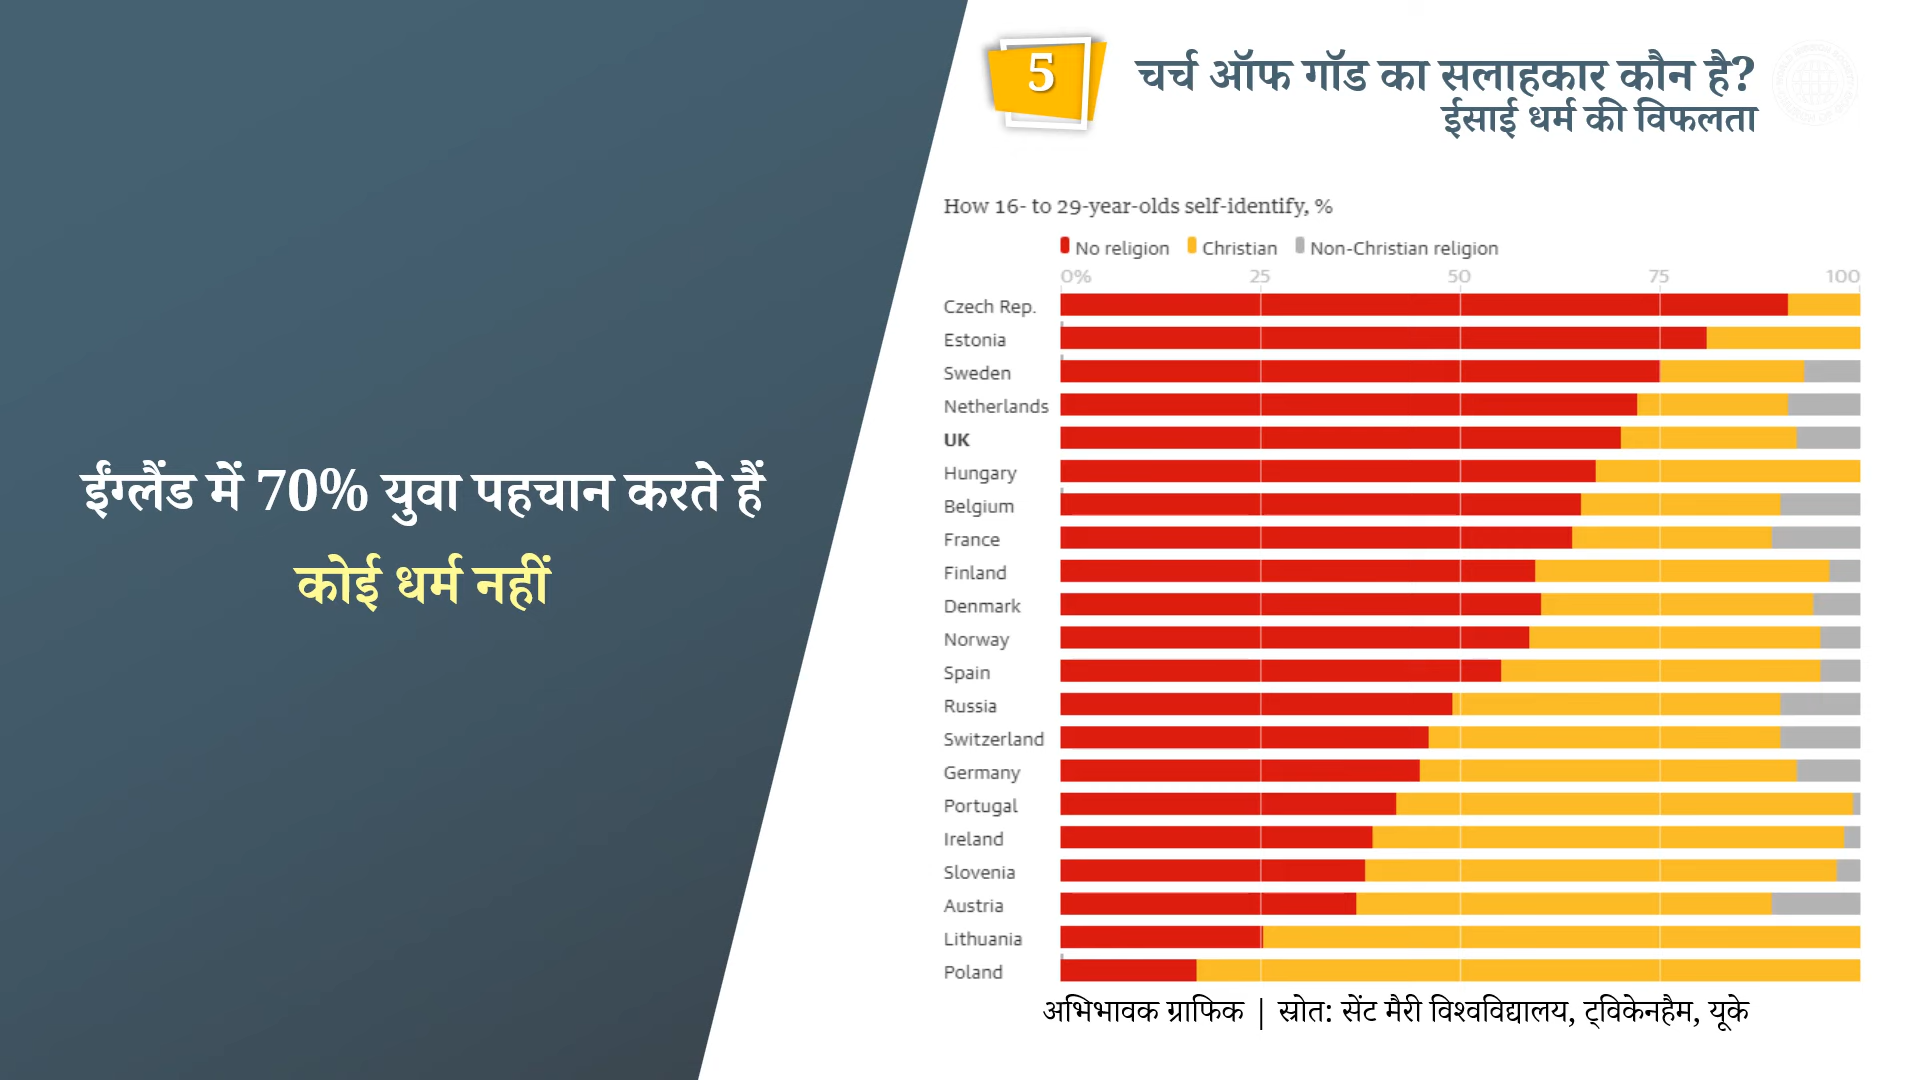 5
चर्च ऑफ गॉड का सलाहकार कौन है?
ईसाई धर्म की विफलता
ईंग्लैंड में 70% युवा पहचान करते हैं
कोई धर्म नहीं
How 16- to 29-year-olds self-identify, %
No religion Christian Non-Christian religion
0% 25 50 75 100
Czech Rep.
Estonia
Sweden
Netherlands
UK
Hungary
Belgium
France
Finland
Denmark
Norway
Spain
Russia
Switzerland
Germany
Portugal
Ireland
Slovenia
Austria
Lithuania
Poland
अभिभावक ग्राफिक | स्रोत: सेंट मैरी विश्वविद्यालय, ट्विकेनहैम, यूके